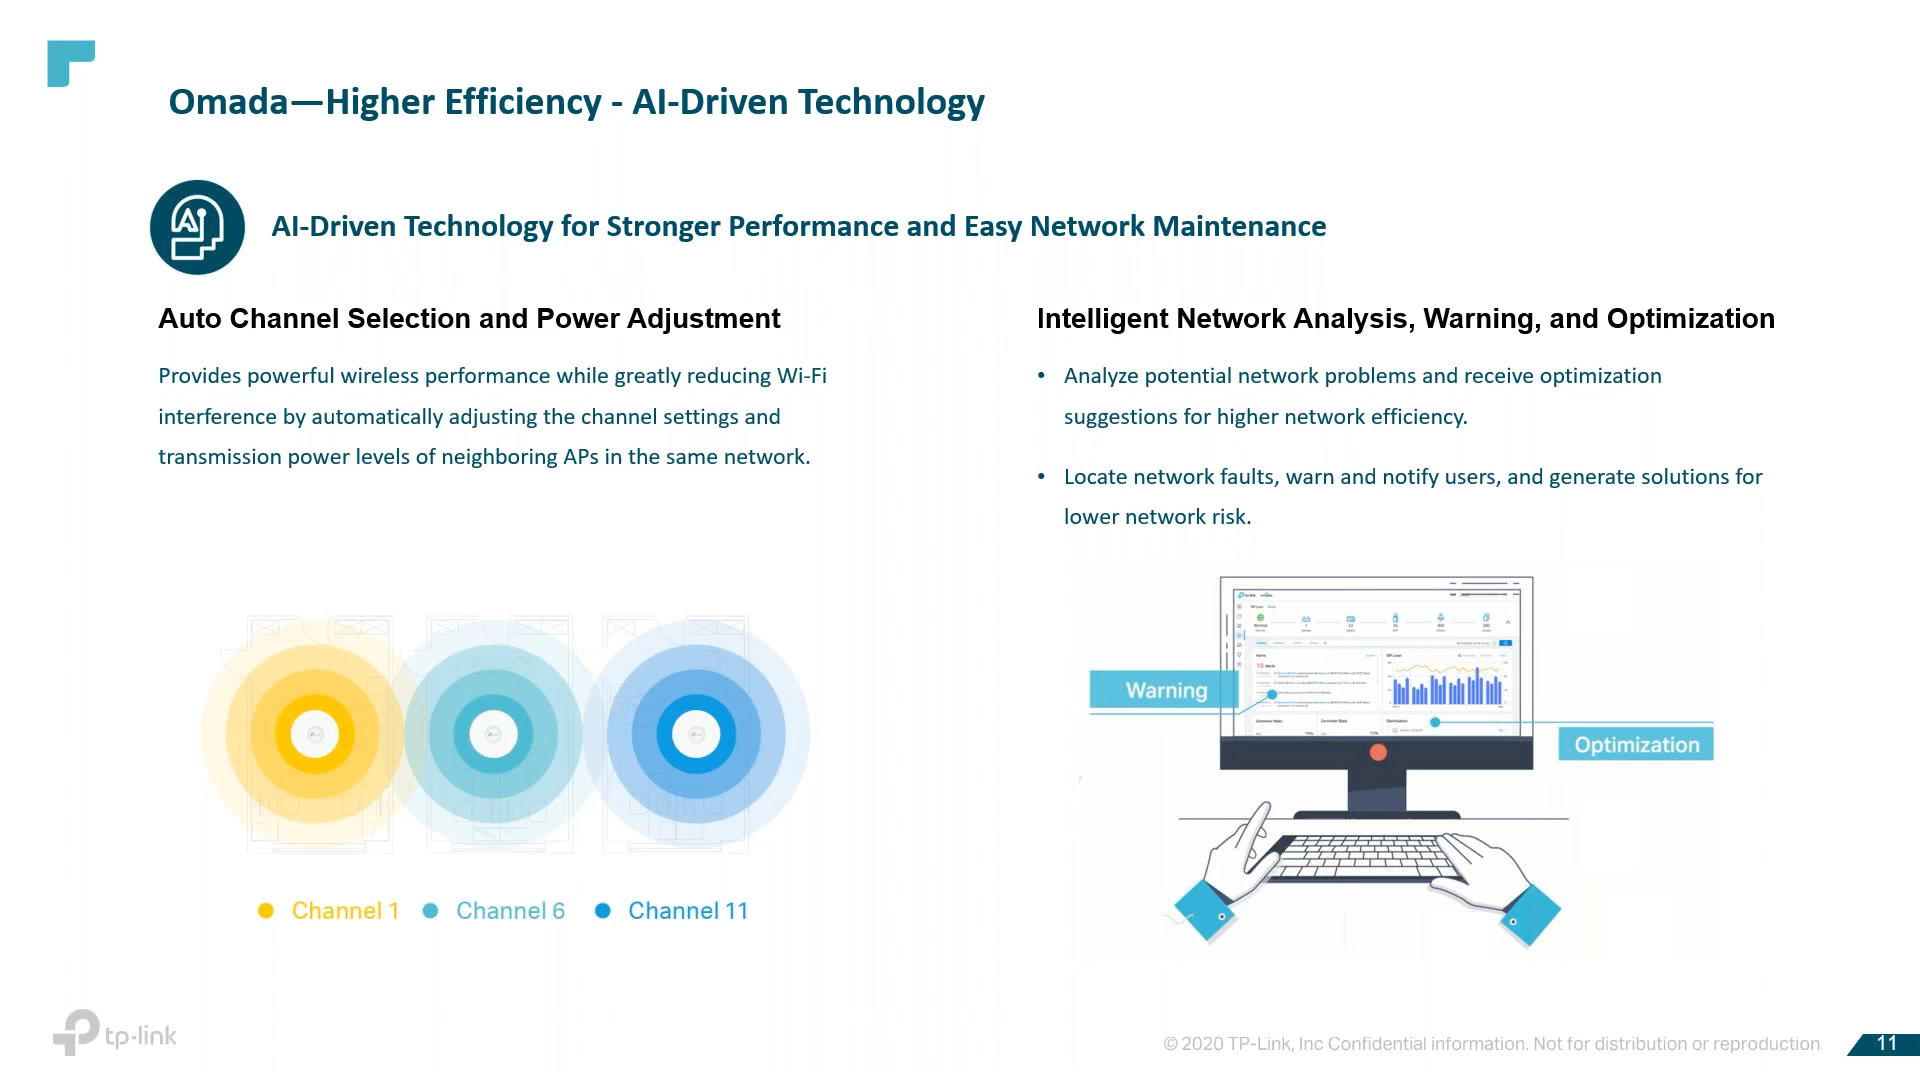 Omada—Higher Efficiency - AI-Driven Technology
AI
AI-Driven Technology for Stronger Performance and Easy Network Maintenance
Auto Channel Selection and Power Adjustment
Provides powerful wireless performance while greatly reducing Wi-Fi
interference by automatically adjusting the channel settings and
transmission power levels of neighboring APs in the same network.
Channel 1
Channel 6
Channel 11
Intelligent Network Analysis, Warning, and Optimization
• Analyze potential network problems and receive optimization
suggestions for higher network efficiency.
• Locate network faults, warn and notify users, and generate solutions for
lower network risk.
Warning
Optimization
tp-link
© 2020 TP-Link, Inc Confidential information. Not for distribution or reproduction.
11